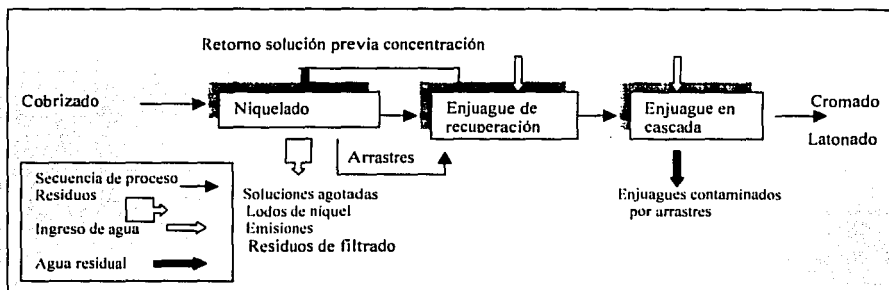 Retorno solución previa concentración
Cobrizado
Niquelado
Enjuague de
recuperación
Enjuague en
cascada
Cromado
Latonado
Arrastres
Soluciones agotadas
Lodos de níquel
Emisiones
Residuos de filtrado
Enjuagues contaminados
por arrastres
Secuencia de proceso
Residuos
Ingreso de agua
Agua residual